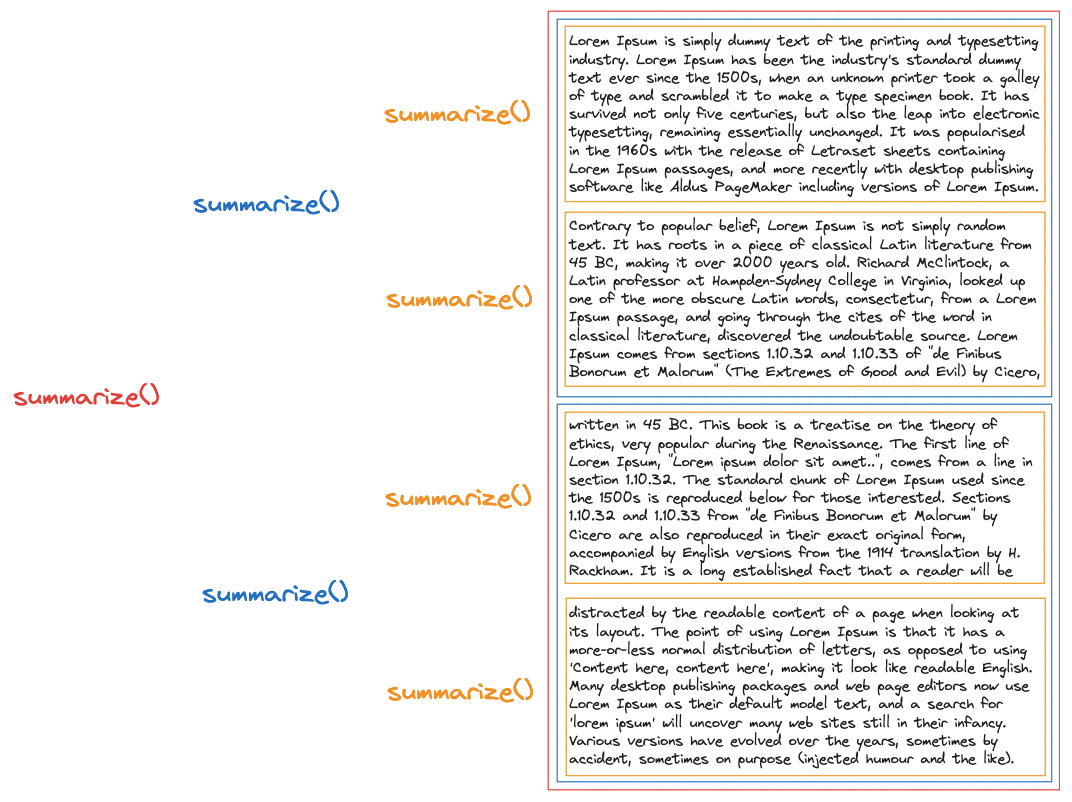 summarize()
summarize()
summarize()
summarize()
summarize()
summarize()
summarize()
Lorem Ipsum is simply dummy text of the printing and typesetting
industry. Lorem Ipsum has been the industry's standard dummy
text ever since the 1500s, when an unknown printer took a galley
of type and scrambled it to make a type specimen book. It has
survived not only five centuries, but also the leap into electronic
typesetting, remaining essentially unchanged. It was popularised
in the 1960s with the release of Letraset sheets containing
Lorem Ipsum passages, and more recently with desktop publishing
software like Aldus PageMaker including versions of Lorem Ipsum.
Contrary to popular belief, Lorem Ipsum is not simply random
text. It has roots in a piece of classical Latin literature from
45 BC, making it over 2000 years old. Richard McClintock, a
Latin professor at Hampden-Sydney College in Virginia, looked up
one of the more obscure Latin words, consectetur, from a Lorem
Ipsum passage, and going through the cites of the word in
classical literature, discovered the undoubtable source. Lorem
Ipsum comes from sections 1.10.32 and 1.10.33 of "de Finibus
Bonorum et Malorum" (The Extremes of Good and Evil) by Cicero,
written in 45 BC. This book is a treatise on the theory of
ethics, very popular during the Renaissance. The first line of
Lorem Ipsum, "Lorem ipsum dolor sit amet..", comes from a line in
section 1.10.32. The standard chunk of Lorem Ipsum used since
the 1500s is reproduced below for those interested. Sections
1.10.32 and 1.10.33 from "de Finibus Bonorum et Malorum" by
Cicero are also reproduced in their exact original form,
accompanied by English versions from the 1914 translation by H.
Rackham. It is a long established fact that a reader will be
distracted by the readable content of a page when looking at
its layout. The point of using Lorem Ipsum is that it has a
more-or-less normal distribution of letters, as opposed to using
'Content here, content here', making it look like readable English.
Many desktop publishing packages and web page editors now use
Lorem Ipsum as their default model text, and a search for
'lorem ipsum' will uncover many web sites still in their infancy.
Various versions have evolved over the years, sometimes by
accident, sometimes on purpose (injected humour and the like).